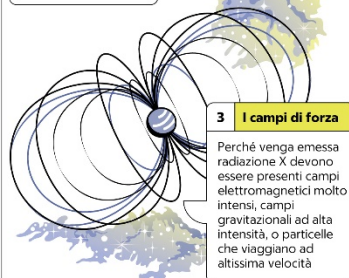 3 I campi di forza
Perché venga emessa
radiazione X devono
essere presenti campi
elettromagnetici molto
intensi, campi
gravitazionali ad alta
intensità, o particelle
che viaggiano ad
altissima velocità